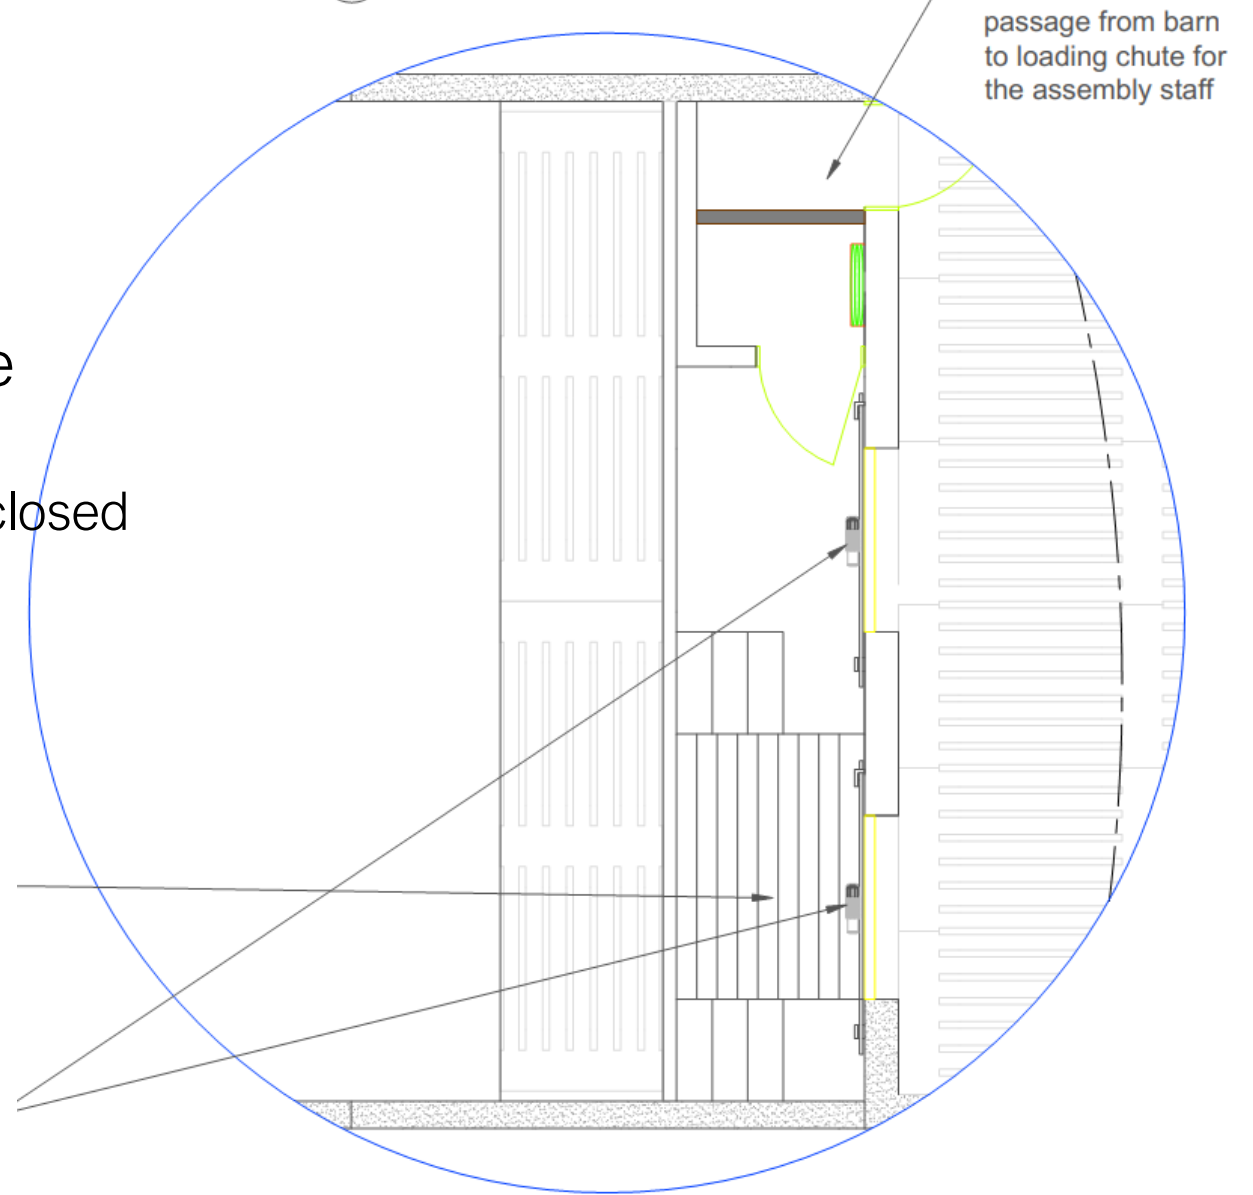 passage from barn
to loading chute for
the assembly staff
closed